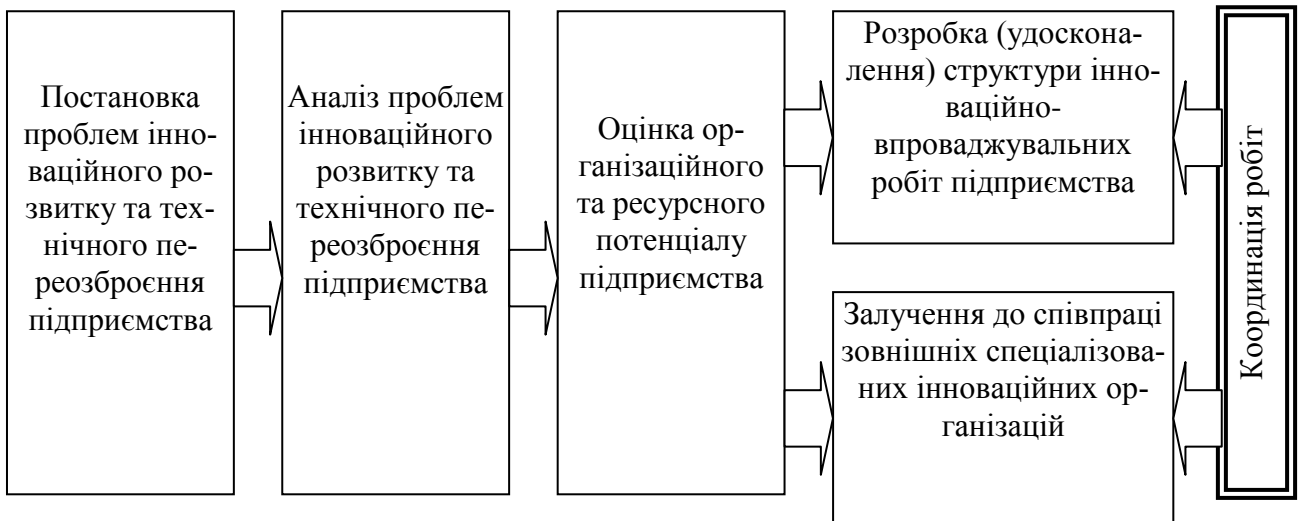 Постановка
проблем інно-
ваційного ро-
звитку та тех-
нічного пе-
реозброєння
підприємства
Аналіз проблем
інноваційного
розвитку та
технічного пе-
реозброєння
підприємства
Оцінка ор-
ганізаційного
та ресурсного
потенціалу
підприємства
Розробка (удоскона-
лення) структури інно-
ваційно-
впроваджувальних
робіт підприємства
Залучення до співпраці
зовнішніх спеціалізова-
них інноваційних ор-
ганізацій
Координація робіт